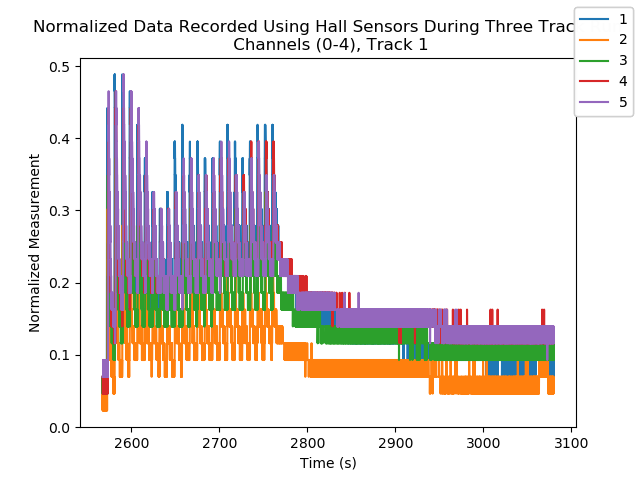 Normalized Data Recorded Using Hall Sensors During Three
Channels (0-4), Track 1
1
2
3
4
5
0.5
0.4
0.3
0.2
0.1
0.0
Normalized Measurement
2600 2700 2800 2900 3000 3100
Time (s)